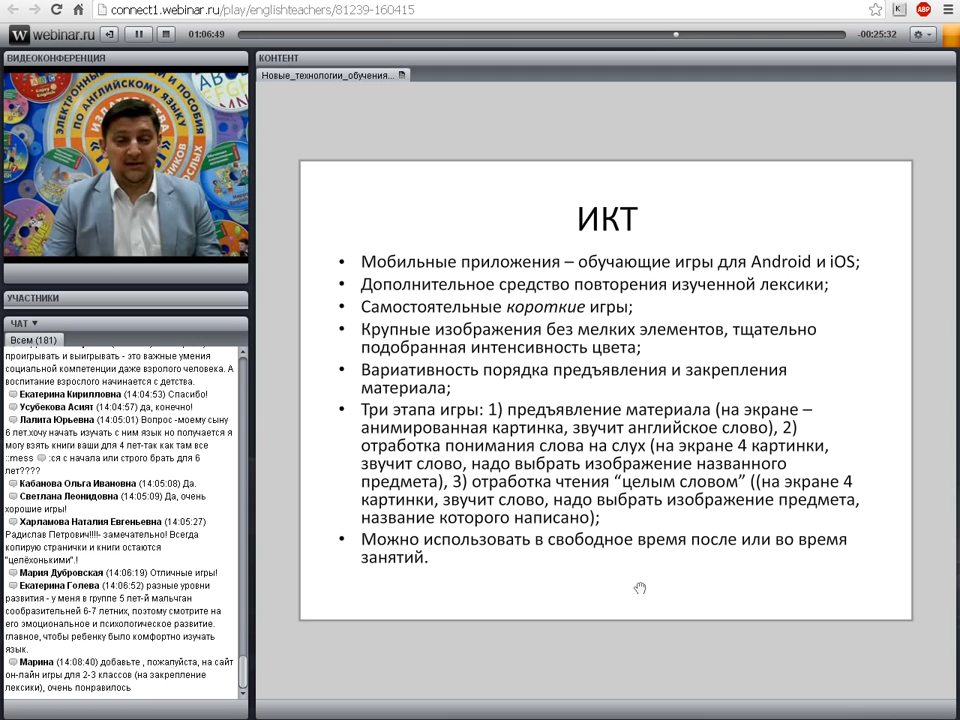 connect1.webinar.ru/play/englishteachers/81239-160415
webinar.ru
01:06:49
-00:25:32
ВИДЕОКОНФЕРЕНЦИЯ
ЭЛЕКТРОННЫЕ
И ПОСОБИЯ
ПО АНГЛИЙСКОМУ ЯЗЫКУ
УЧАСТНИКИ
ЧАТ
Всем (181)
проигрывать и выигрывать - это важные умения
социальной компетенции даже взролого человека. А
воспитание взрослого начинается с детства.
Екатерина Кирилловна (14:04:53) Спасибо!
Усубекова Асият (14:04:57) да, конечно!
Лалита Юрьевна (14:05:01) Вопрос -моему сыну
6 лет.хочу начать изучать с ним язык но получается я
могу взять книги ваши для 4 лет-так как там все
::mess :ся с начала или строго брать для 6
лет????
Кабанова Ольга Ивановна (14:05:08) Да.
Светлана Леонидовна (14:05:09) Да, очень
хорошие игры!
Харламова Наталия Евгеньевна (14:05:27)
Радислав Петрович!!!!- замечательно! Всегда
копирую странички и книги остаются
"целёхонькими".!
Мария Дубровская (14:06:19) Отличные игры!
Екатерина Голева (14:06:52) разные уровни
развития - у меня в группе 5 лет-й мальчган
сообразительней 6-7 летних, поэтому смотрите на
его эмоциональное и психологическое развитие.
главное, чтобы ребенку было комфортно изучать
язык.
Марина (14:08:40) добавьте , пожалуйста, на сайт
он-лайн игры для 2-3 классов (на закрепление
лексики), очень понравилось
КОНТЕНТ
Новые_технологии_обучения...
ИКТ
• Мобильные приложения – обучающие игры для Android и iOS;
• Дополнительное средство повторения изученной лексики;
• Самостоятельные короткие игры;
• Крупные изображения без мелких элементов, тщательно
подобранная интенсивность цвета;
• Вариативность порядка предъявления и закрепления
материала;
• Три этапа игры: 1) предъявление материала (на экране –
анимированная картинка, звучит английское слово), 2)
отработка понимания слова на слух (на экране 4 картинки,
звучит слово, надо выбрать изображение названного
предмета), 3) отработка чтения “целым словом” ((на экране 4
картинки, звучит слово, надо выбрать изображение предмета,
название которого написано);
• Можно использовать в свободное время после или во время
занятий.